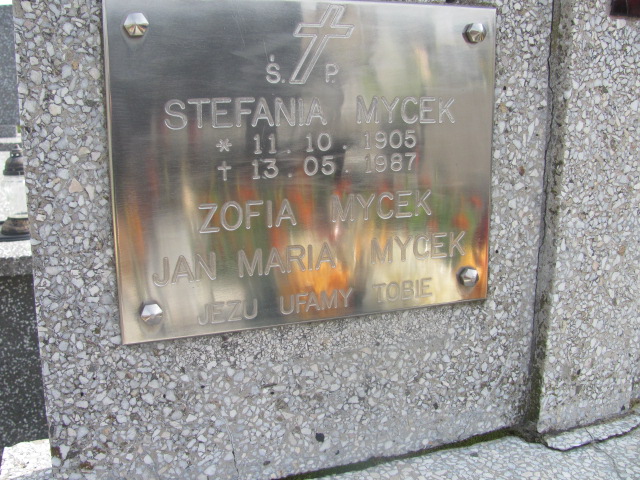 Ś. P.
STEFANIA MYCEK
* 11. 10. 1905
† 13. 05. 1987
ZOFIA MYCEK
JAN MARIA MYCEK
JEZU UFAMY TOBIE